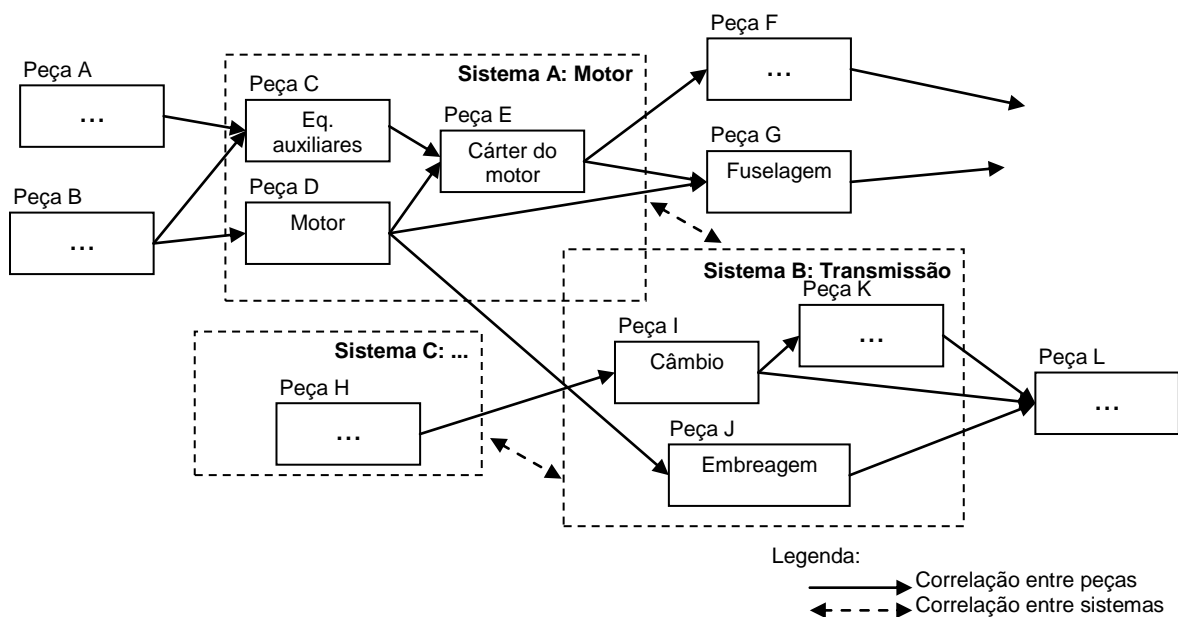 Peça F
...
Sistema A: Motor
Peça A
...
Peça C
Eq.
auxiliares
Peça E
Cárter do
motor
Peça G
Fuselagem
Peça B
...
Peça D
Motor
Sistema B: Transmissão
Peça K
...
Peça I
Câmbio
Sistema C: ...
Peça H
...
Peça L
...
Peça J
Embreagem
Legenda:
Correlação entre peças
Correlação entre sistemas